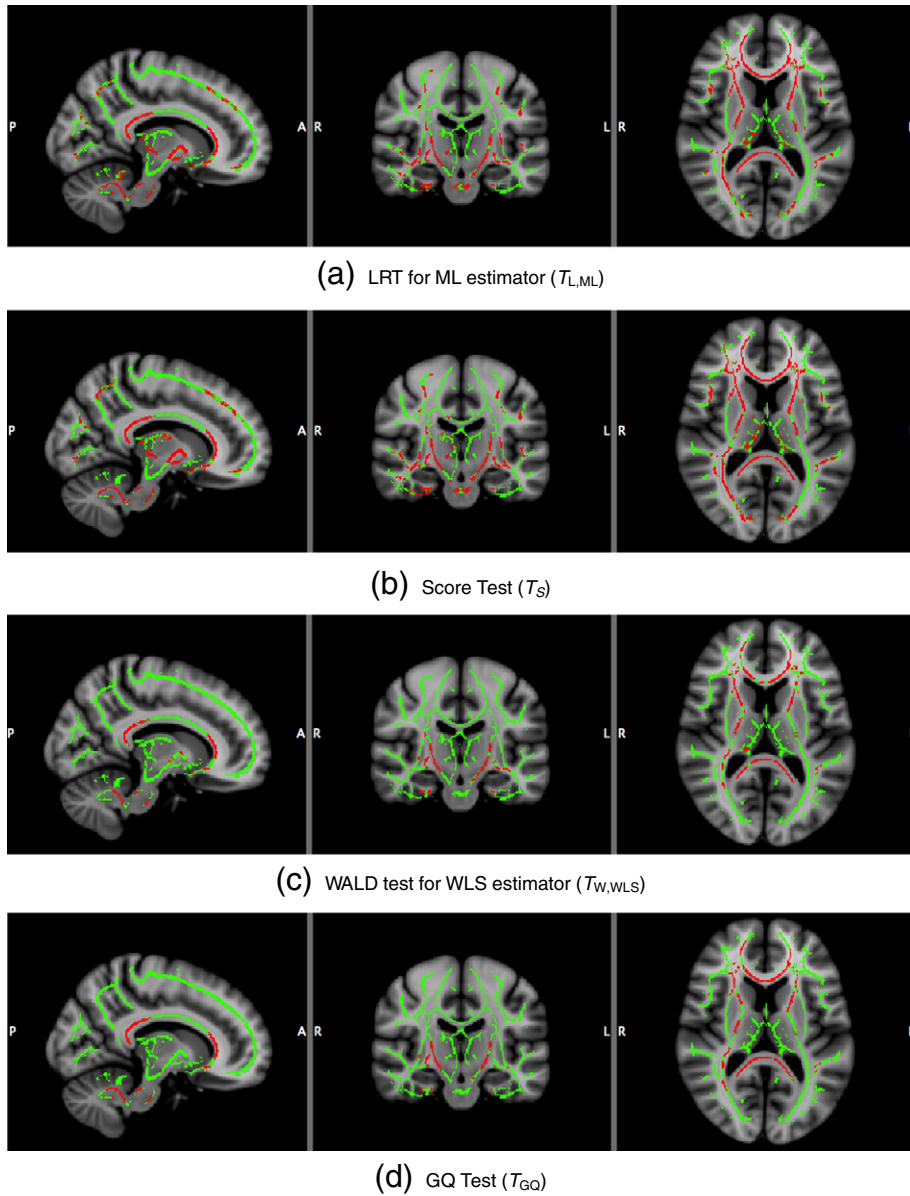 P A R L R
(a) LRT for ML estimator (T_L,ML)
P A R L R
(b) Score Test (T_S)
P A R L R
(c) WALD test for WLS estimator (T_W,WLS)
P A R L R
(d) GQ Test (T_GQ)